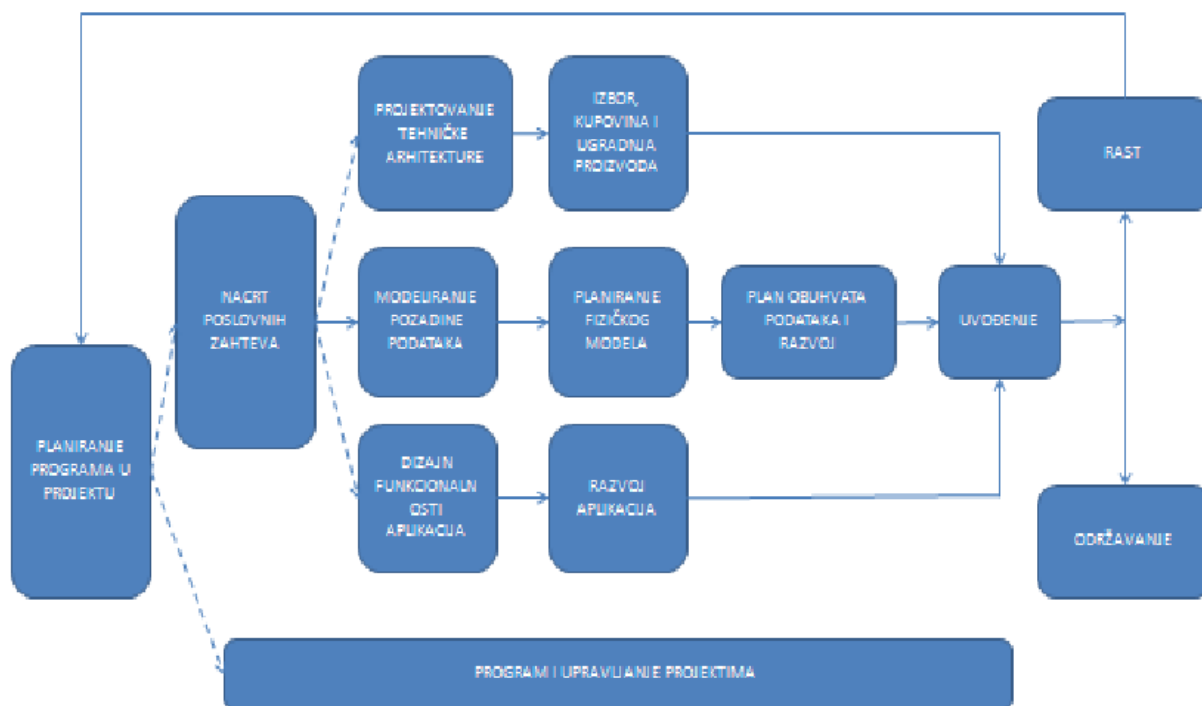 PROJEKTOVANJE
TEHNIČKE
ARHITEKTURE
IZBOR,
KUPOVINA I
UGRADNJA
PROIZVODA
RAST
NACRT
POSLOVNIH
ZAHTEVA
MODELIRANJE
POZADINE
PODATAKA
PLANIRANJE
FIZIČKOG
MODELA
PLAN OBUHVATA
PODATAKA I
RAZVOJ
UVOĐENJE
PLANIRANJE
PROGRAMA U
PROJEKTU
DIZAJN
FUNKCIONALN
OSTI
APLIKACIJA
RAZVOJ
APLIKACIJA
ODRŽAVANJE
PROGRAM I UPRAVLJANJE PROJEKTIMA